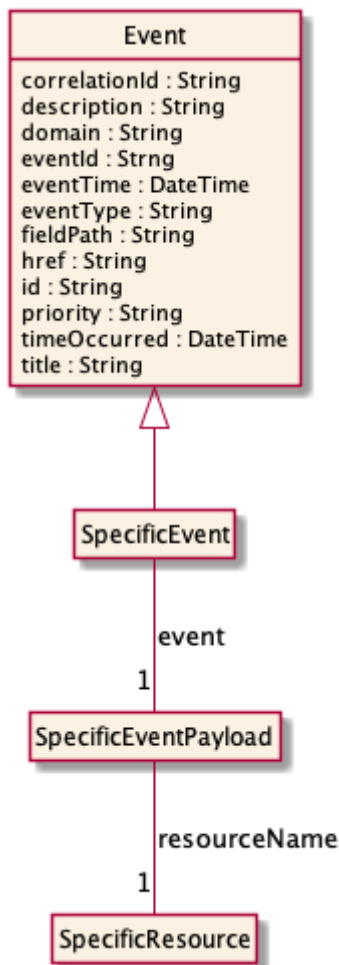 Event
correlationId : String
description : String
domain : String
eventId : Strng
eventTime : DateTime
eventType : String
fieldPath : String
href : String
id : String
priority : String
timeOccurred : DateTime
title : String
SpecificEvent
event
1
SpecificEventPayload
resourceName
1
SpecificResource